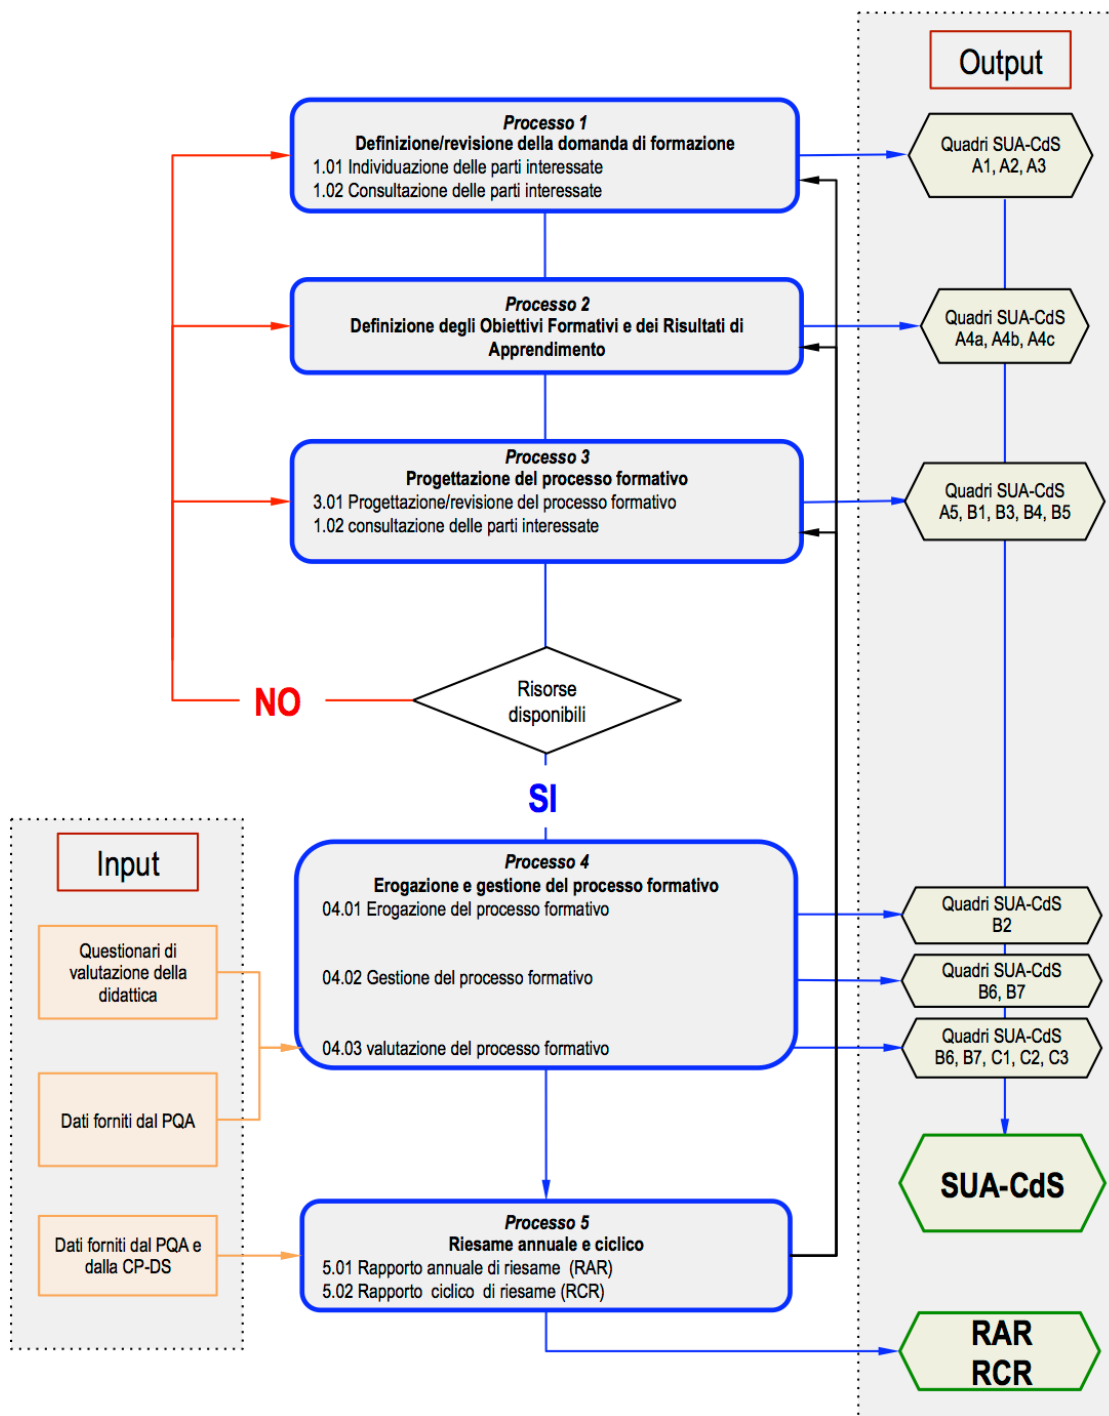 Output
Processo 1
Definizione/revisione della domanda di formazione
1.01 Individuazione delle parti interessate
1.02 Consultazione delle parti interessate
Quadri SUA-CdS
A1, A2, A3
Processo 2
Definizione degli Obiettivi Formativi e dei Risultati di
Apprendimento
Quadri SUA-CdS
A4a, A4b, A4c
Processo 3
Progettazione del processo formativo
3.01 Progettazione/revisione del processo formativo
1.02 consultazione delle parti interessate
Quadri SUA-CdS
A5, B1, B3, B4, B5
Risorse
disponibili
NO
SI
Input
Questionari di
valutazione della
didattica
Dati forniti dal PQA
Dati forniti dal PQA e
dalla CP-DS
Processo 4
Erogazione e gestione del processo formativo
04.01 Erogazione del processo formativo
04.02 Gestione del processo formativo
04.03 valutazione del processo formativo
Quadri SUA-CdS
B2
Quadri SUA-CdS
B6, B7
Quadri SUA-CdS
B6, B7, C1, C2, C3
SUA-CdS
Processo 5
Riesame annuale e ciclico
5.01 Rapporto annuale di riesame (RAR)
5.02 Rapporto ciclico di riesame (RCR)
RAR
RCR